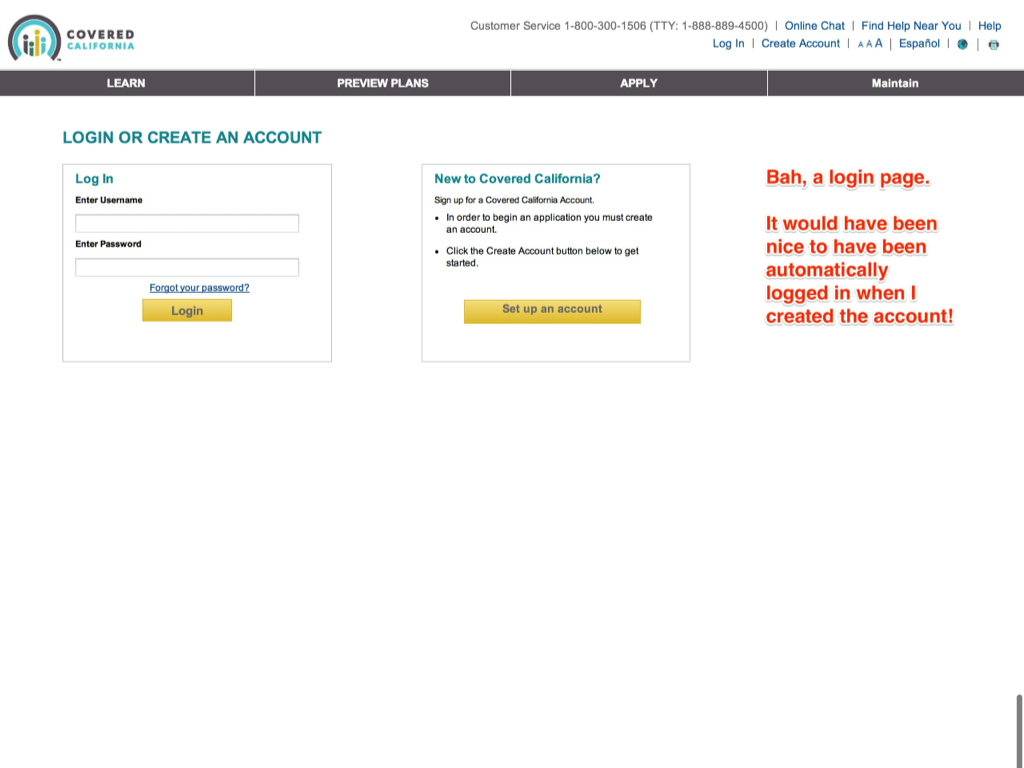 COVERED
CALIFORNIA
Customer Service 1-800-300-1506 (TTY: 1-888-889-4500) | Online Chat | Find Help Near You | Help
Log In | Create Account | A A A | Español |
LEARN
PREVIEW PLANS
APPLY
Maintain
LOGIN OR CREATE AN ACCOUNT
Log In
Enter Username
Enter Password
Forgot your password?
Login
New to Covered California?
Sign up for a Covered California Account.
• In order to begin an application you must create
an account.
• Click the Create Account button below to get
started.
Set up an account
Bah, a login page.
It would have been
nice to have been
automatically
logged in when I
created the account!